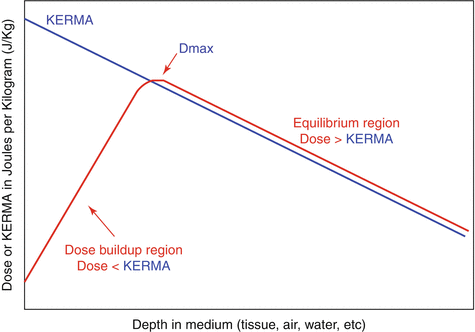 Dose or KERMA in Joules per Kilogram (J/Kg)
KERMA
Dmax
Equilibrium region
Dose > KERMA
Dose buildup region
Dose < KERMA
Depth in medium (tissue, air, water, etc)